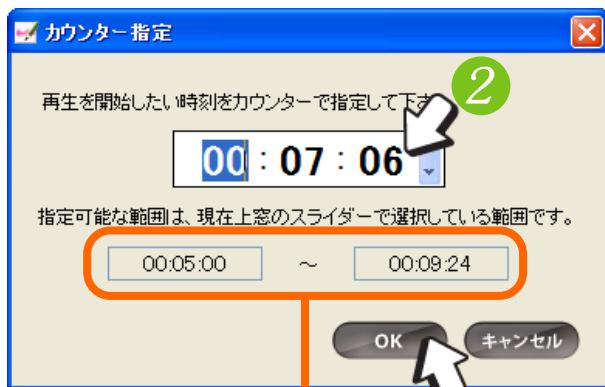 カウンター指定
再生を開始したい時刻をカウンターで指定して下
2
00 : 07 : 06
指定可能な範囲は、現在上窓のスライダーで選択している範囲です。
00:05:00 ～ 00:09:24
OK キャンセル